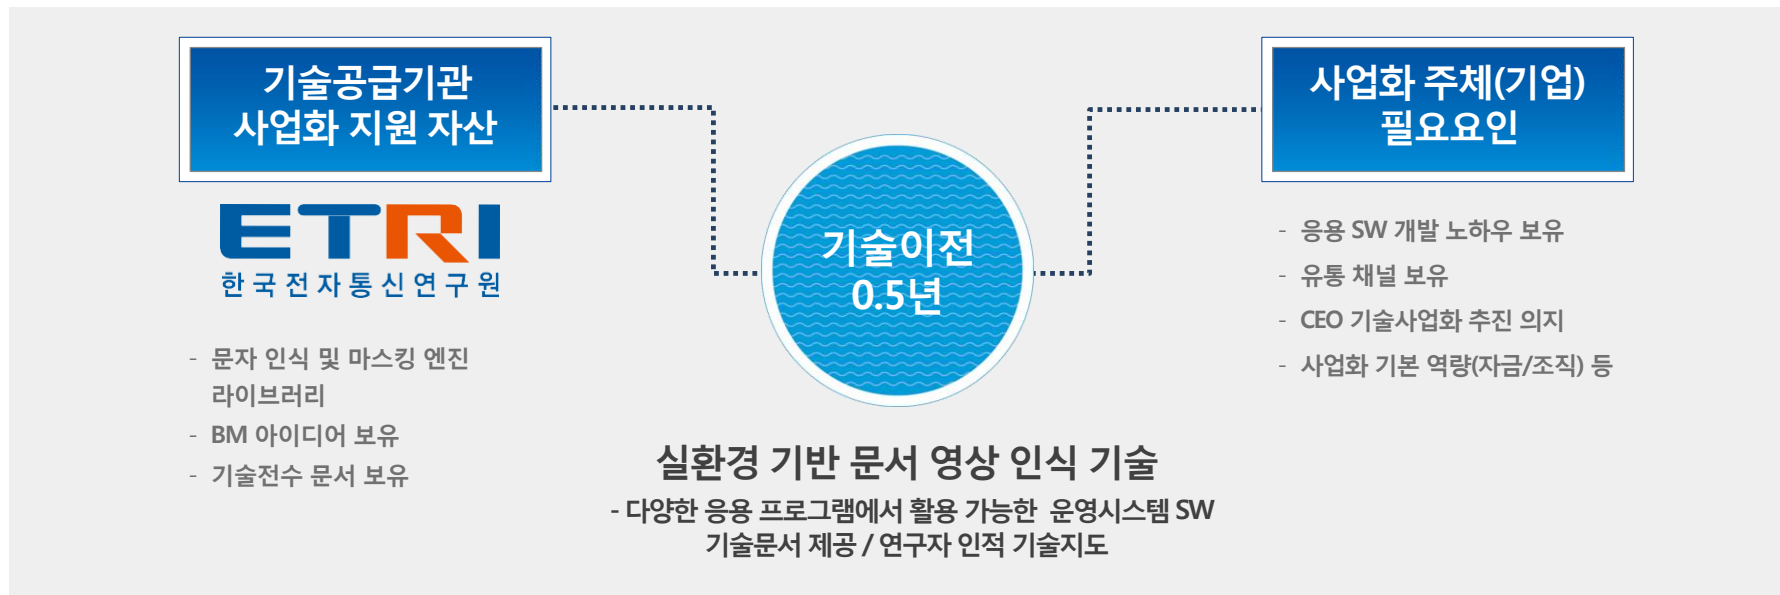 기술공급기관
사업화 지원 자산
ETRI
한국전자통신연구원
- 문자 인식 및 마스킹 엔진
라이브러리
- BM 아이디어 보유
- 기술전수 문서 보유
기술이전
0.5년
실환경 기반 문서 영상 인식 기술
- 다양한 응용 프로그램에서 활용 가능한 운영시스템 SW
기술문서 제공 / 연구자 인적 기술지도
사업화 주체(기업)
필요요인
- 응용 SW 개발 노하우 보유
- 유통 채널 보유
- CEO 기술사업화 추진 의지
- 사업화 기본 역량(자금/조직) 등